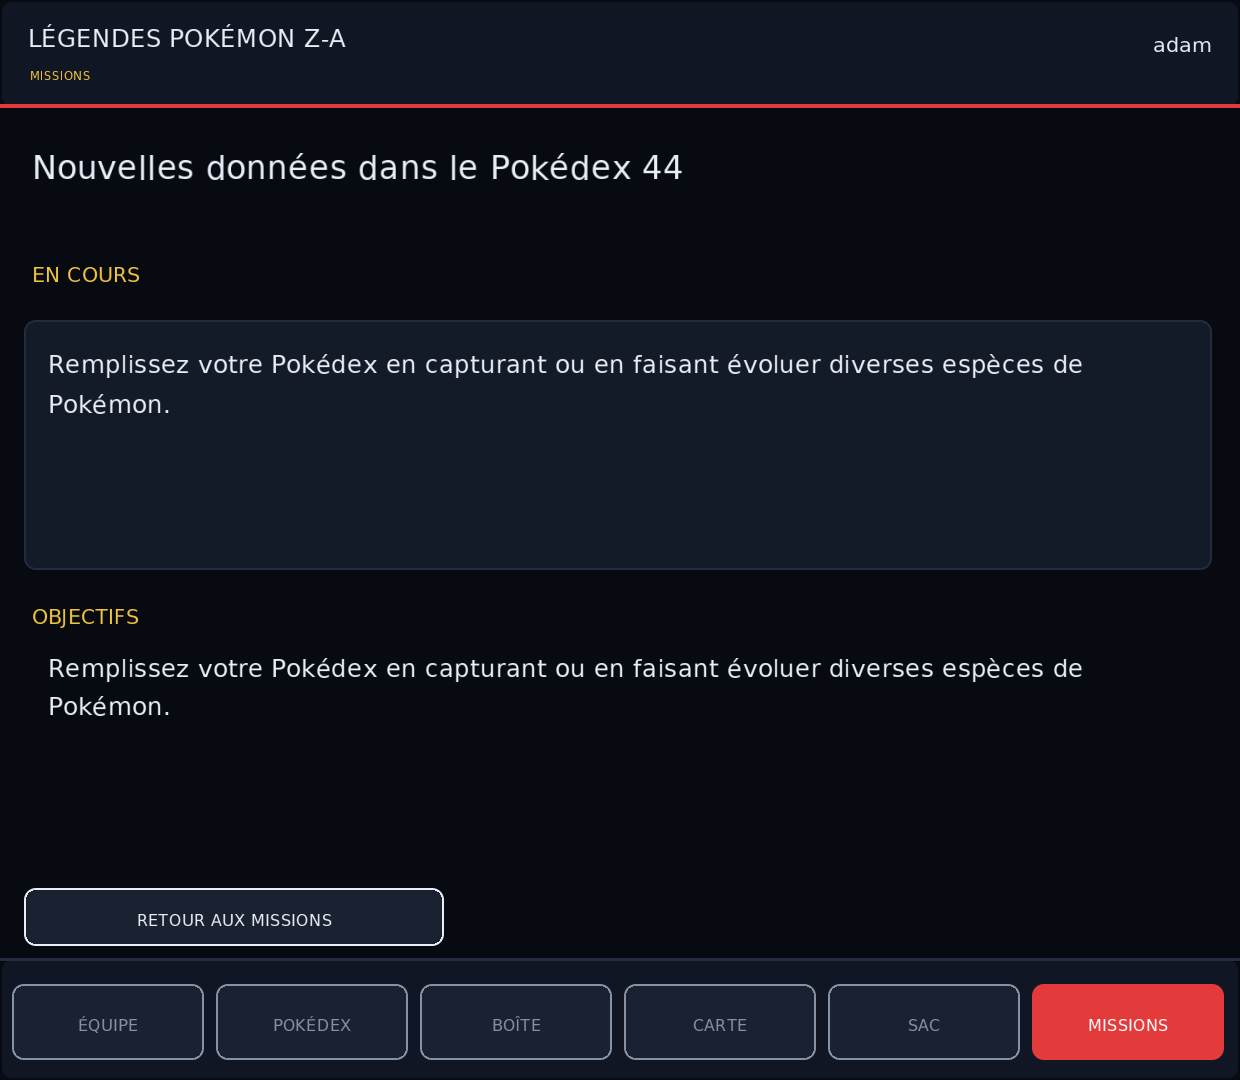 LÉGENDES POKÉMON Z-A
adam
MISSIONS
Nouvelles données dans le Pokédex 44
EN COURS
Remplissez votre Pokédex en capturant ou en faisant évoluer diverses espèces de
Pokémon.
OBJECTIFS
Remplissez votre Pokédex en capturant ou en faisant évoluer diverses espèces de
Pokémon.
RETOUR AUX MISSIONS
ÉQUIPE
POKÉDEX
BOÎTE
CARTE
SAC
MISSIONS